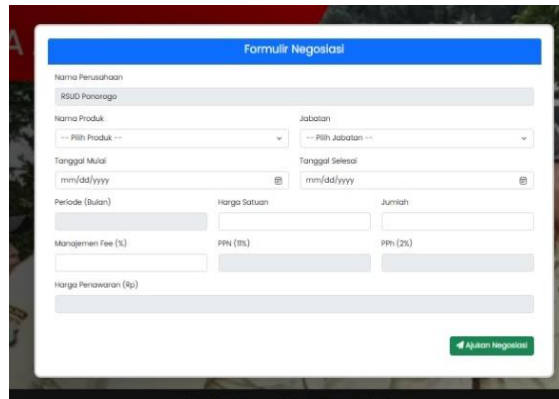 A
Formulir Negosiasi
Nama Perusahaan
RSUD Ponorogo
Nama Produk
Jabatan
-- Pilih Produk --
-- Pilih Jabatan --
Tanggal Mulai
Tanggal Selesai
mm/dd/yyyy
mm/dd/yyyy
Periode (Bulan)
Harga Satuan
Jumlah
Manajemen Fee (%)
PPN (11%)
PPh (2%)
Harga Penawaran (Rp)
Ajukan Negosiasi